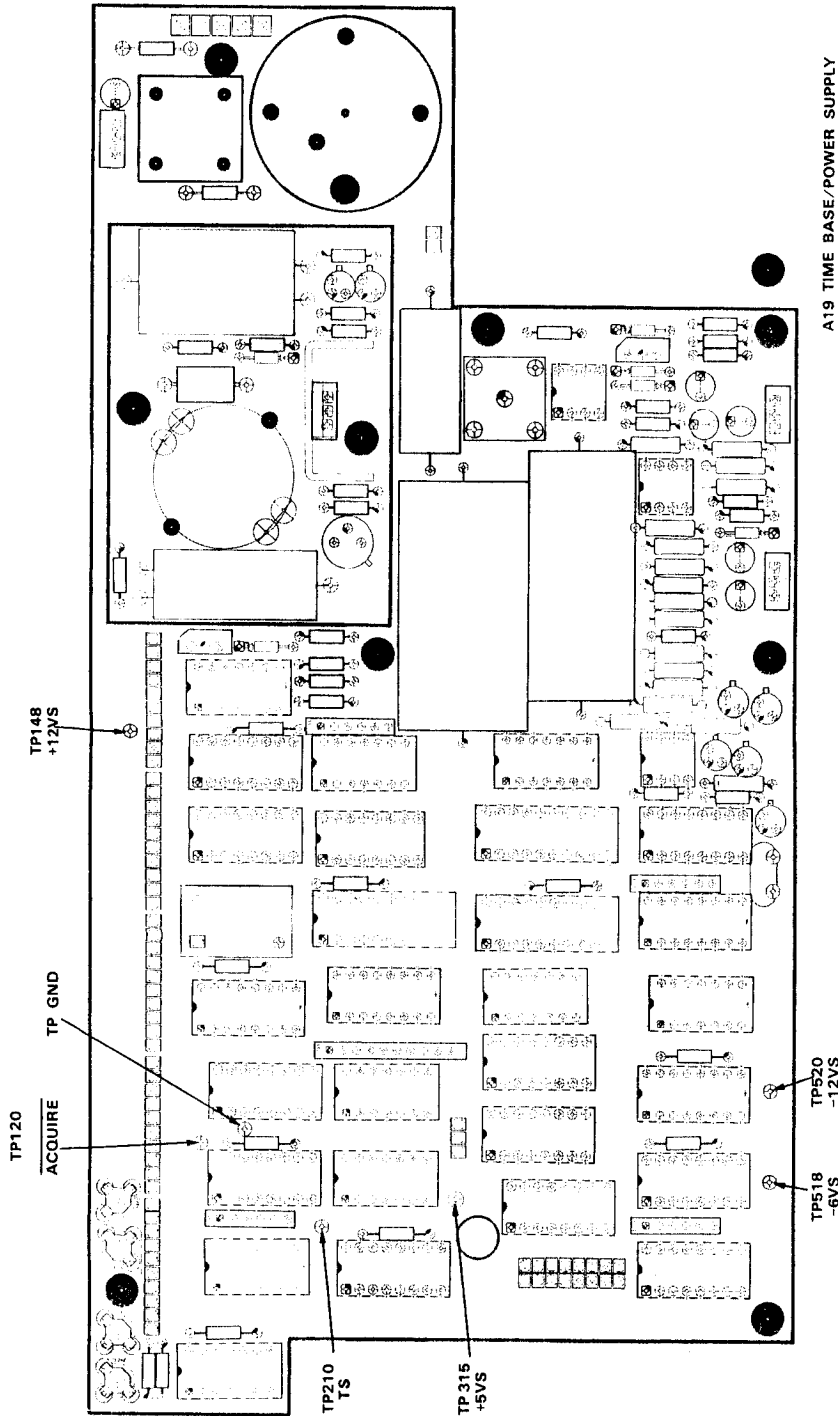 TP120
ACQUIRE
TP GND
TP148
+12VS
TP210
TS
TP 315
+5VS
TP518
-6VS
TP520
-12VS
A19 TIME BASE/POWER SUPPLY